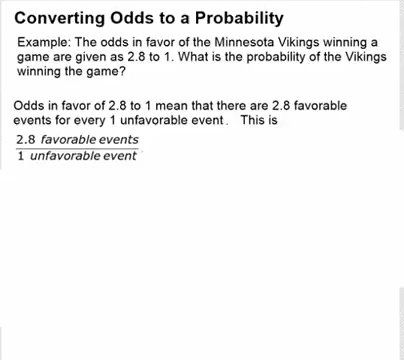 Converting Odds to a Probability
Example: The odds in favor of the Minnesota Vikings winning a
game are given as 2.8 to 1. What is the probability of the Vikings
winning the game?
Odds in favor of 2.8 to 1 mean that there are 2.8 favorable
events for every 1 unfavorable event. This is
2.8 favorable events
1 unfavorable event